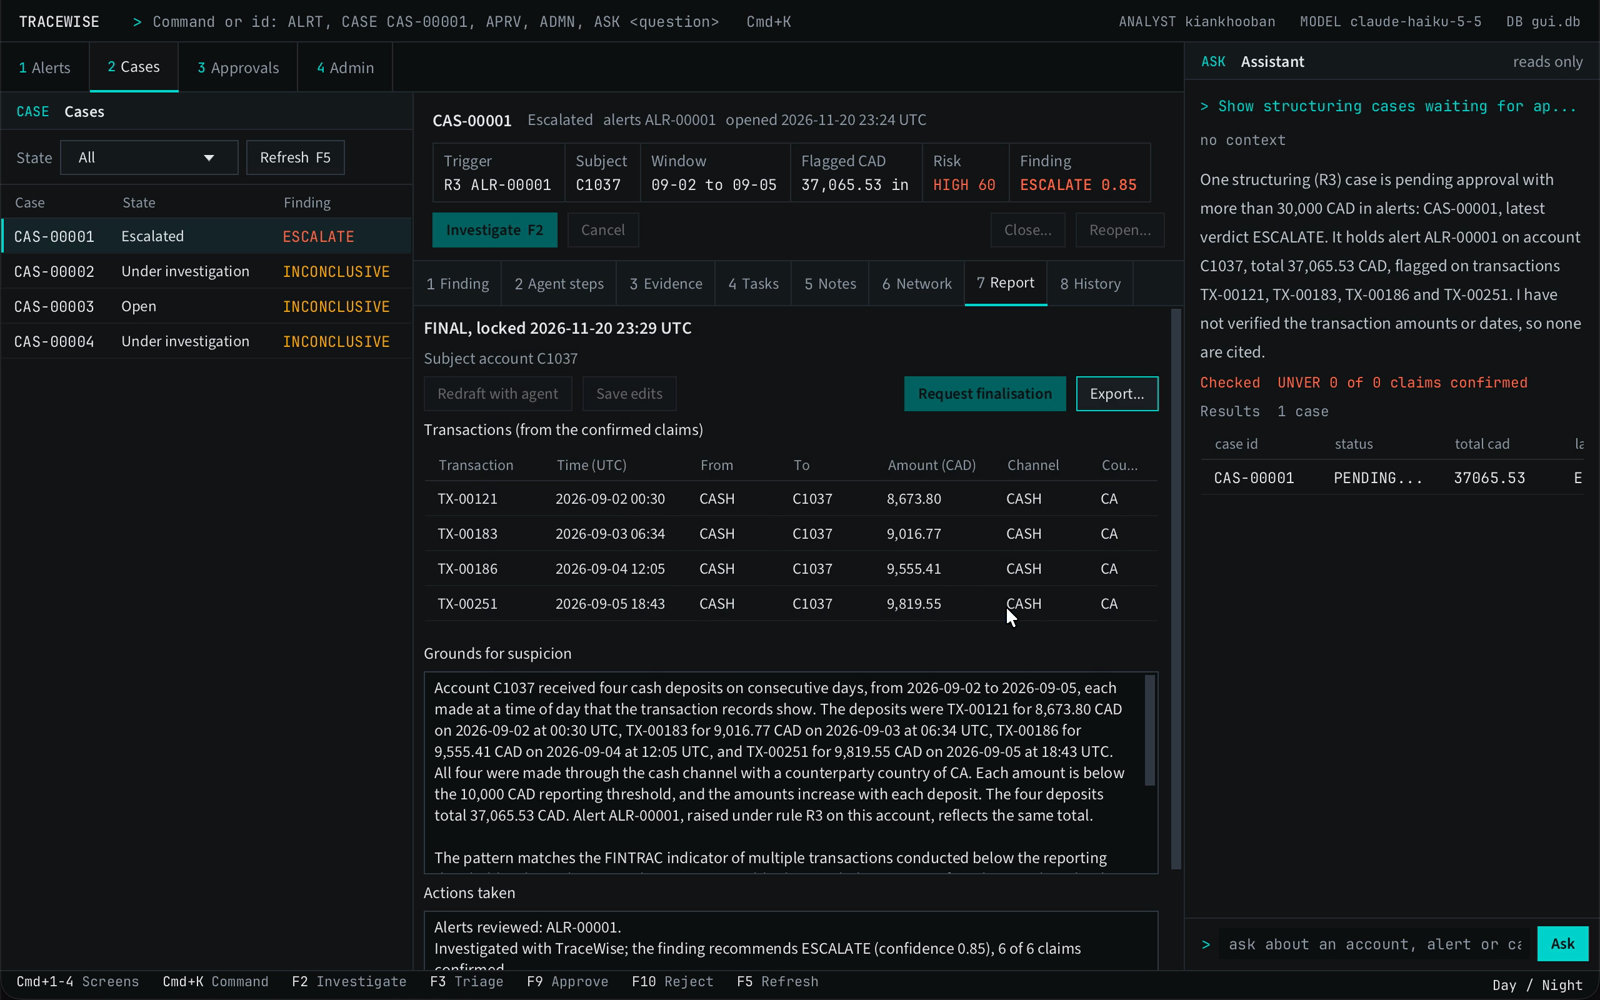 TRACEWISE > Command or id: ALRT, CASE CAS-00001, APRV, ADMN, ASK <question> Cmd+K ANALYST kiankhooban MODEL claude-haiku-5-5 DB gui.db
1 Alerts 2 Cases 3 Approvals 4 Admin
CASE Cases
State All Refresh F5
Case State Finding
CAS-00001 Escalated ESCALATE
CAS-00002 Under investigation INCONCLUSIVE
CAS-00003 Open INCONCLUSIVE
CAS-00004 Under investigation INCONCLUSIVE
CAS-00001 Escalated alerts ALR-00001 opened 2026-11-20 23:24 UTC
Trigger Subject Window Flagged CAD Risk Finding
R3 ALR-00001 C1037 09-02 to 09-05 37,065.53 in HIGH 60 ESCALATE 0.85
Investigate F2 Cancel Close... Reopen...
1 Finding 2 Agent steps 3 Evidence 4 Tasks 5 Notes 6 Network 7 Report 8 History
FINAL, locked 2026-11-20 23:29 UTC
Subject account C1037
Redraft with agent Save edits Request finalisation Export...
Transactions (from the confirmed claims)
Transaction Time (UTC) From To Amount (CAD) Channel Cou...
TX-00121 2026-09-02 00:30 CASH C1037 8,673.80 CASH CA
TX-00183 2026-09-03 06:34 CASH C1037 9,016.77 CASH CA
TX-00186 2026-09-04 12:05 CASH C1037 9,555.41 CASH CA
TX-00251 2026-09-05 18:43 CASH C1037 9,819.55 CASH CA
Grounds for suspicion
Account C1037 received four cash deposits on consecutive days, from 2026-09-02 to 2026-09-05, each
made at a time of day that the transaction records show. The deposits were TX-00121 for 8,673.80 CAD
on 2026-09-02 at 00:30 UTC, TX-00183 for 9,016.77 CAD on 2026-09-03 at 06:34 UTC, TX-00186 for
9,555.41 CAD on 2026-09-04 at 12:05 UTC, and TX-00251 for 9,819.55 CAD on 2026-09-05 at 18:43 UTC.
All four were made through the cash channel with a counterparty country of CA. Each amount is below
the 10,000 CAD reporting threshold, and the amounts increase with each deposit. The four deposits
total 37,065.53 CAD. Alert ALR-00001, raised under rule R3 on this account, reflects the same total.
The pattern matches the FINTRAC indicator of multiple transactions conducted below the reporting
Actions taken
Alerts reviewed: ALR-00001.
Investigated with TraceWise; the finding recommends ESCALATE (confidence 0.85), 6 of 6 claims
confirmed
ASK Assistant reads only
> Show structuring cases waiting for ap...
no context
One structuring (R3) case is pending approval with
more than 30,000 CAD in alerts: CAS-00001, latest
verdict ESCALATE. It holds alert ALR-00001 on account
C1037, total 37,065.53 CAD, flagged on transactions
TX-00121, TX-00183, TX-00186 and TX-00251. I have
not verified the transaction amounts or dates, so none
are cited.
Checked UNVER 0 of 0 claims confirmed
Results 1 case
case id status total cad la
CAS-00001 PENDING... 37065.53 E
> ask about an account, alert or ca Ask
Cmd+1-4 Screens Cmd+K Command F2 Investigate F3 Triage F9 Approve F10 Reject F5 Refresh Day / Night